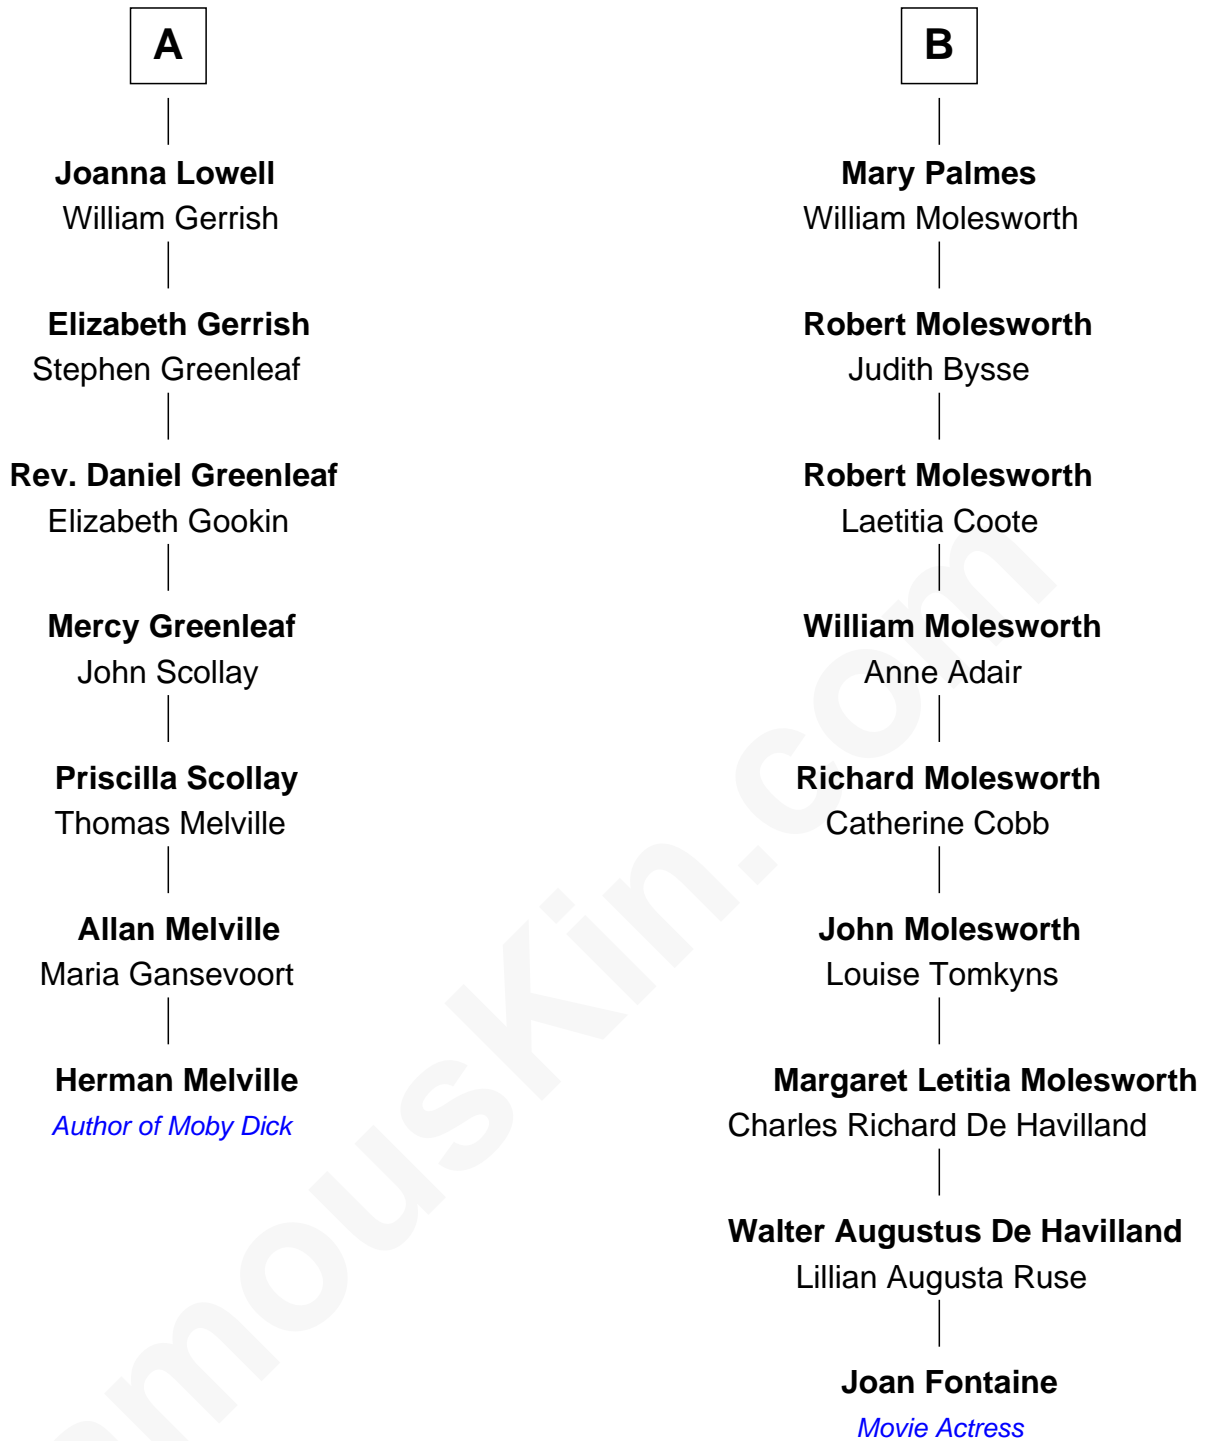 A
Joanna Lowell
William Gerrish
Elizabeth Gerrish
Stephen Greenleaf
Rev. Daniel Greenleaf
Elizabeth Gookin
Mercy Greenleaf
John Scollay
Priscilla Scollay
Thomas Melville
Allan Melville
Maria Gansevoort
Herman Melville
Author of Moby Dick
B
Mary Palmes
William Molesworth
Robert Molesworth
Judith Bysse
Robert Molesworth
Laetitia Coote
William Molesworth
Anne Adair
Richard Molesworth
Catherine Cobb
John Molesworth
Louise Tomkyns
Margaret Letitia Molesworth
Charles Richard De Havilland
Walter Augustus De Havilland
Lillian Augusta Ruse
Joan Fontaine
Movie Actress
amousKin.com